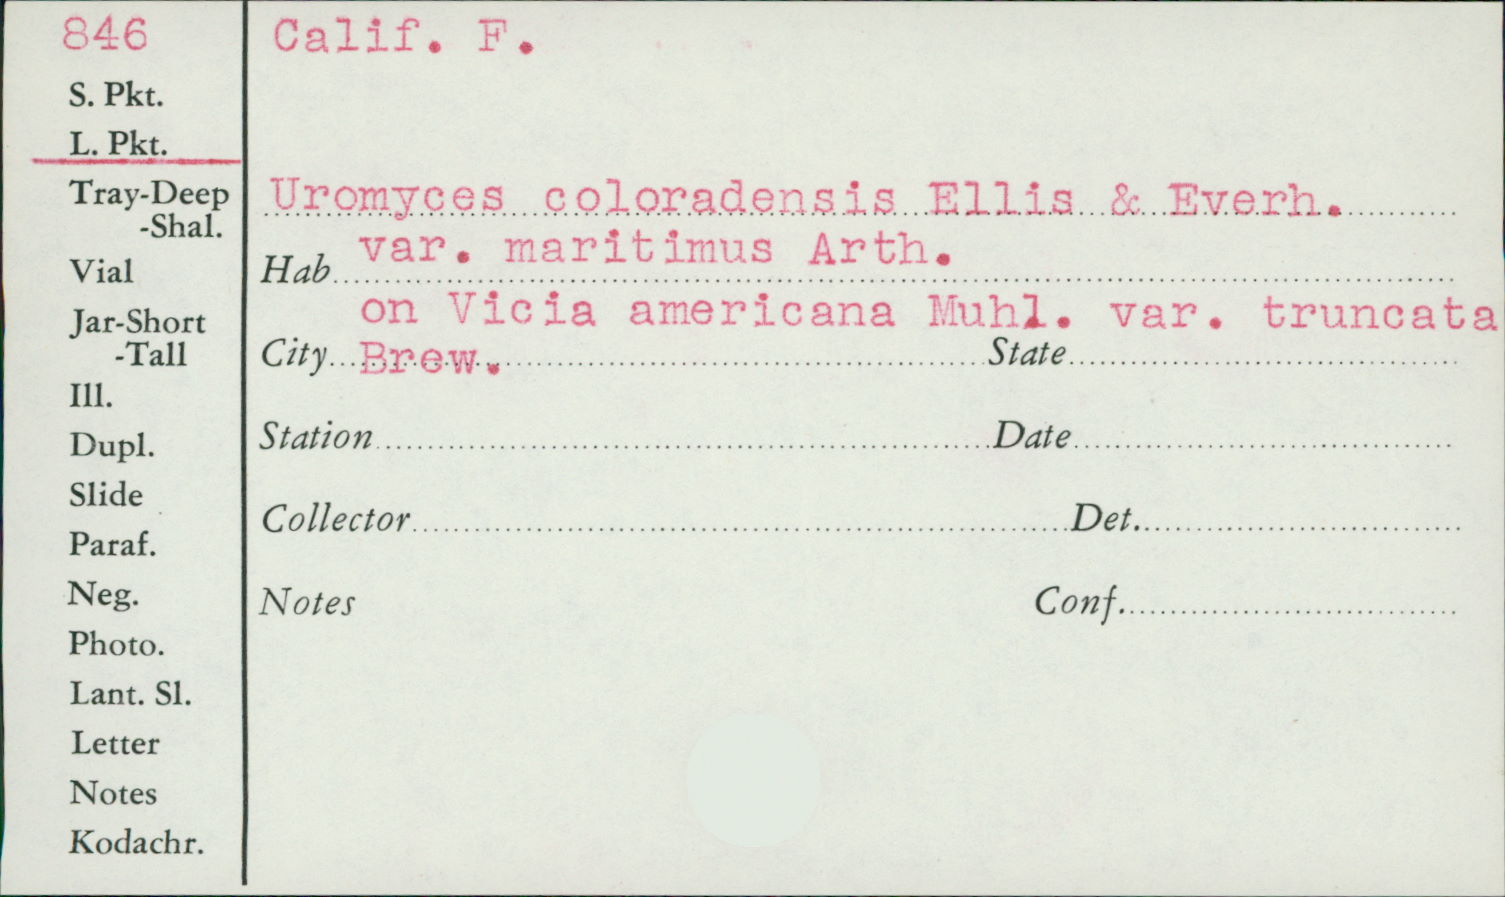 846
Calif. F.
S. Pkt.
L. Pkt.
Tray-Deep
-Shal.
Vial
Jar-Short
-Tall
Ill.
Dupl.
Slide
Paraf.
Neg.
Photo.
Lant. Sl.
Letter
Notes
Kodachr.
Uromyces coloradensis Ellis & Everh.
var. maritimus Arth.
Hab
on Vicia americana Muhl. var. truncata
City Brew. State
Station Date
Collector Det.
Notes Conf.